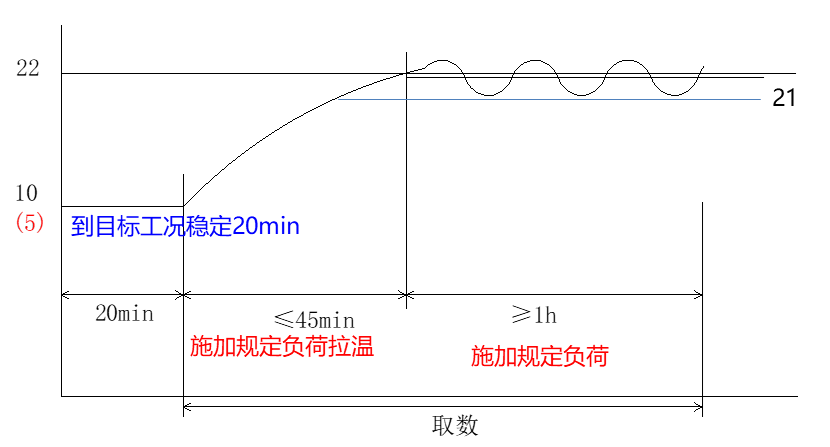 22
21
10
(5)
到目标工况稳定20min
20min
≤45min
≥1h
施加规定负荷拉温
施加规定负荷
取数